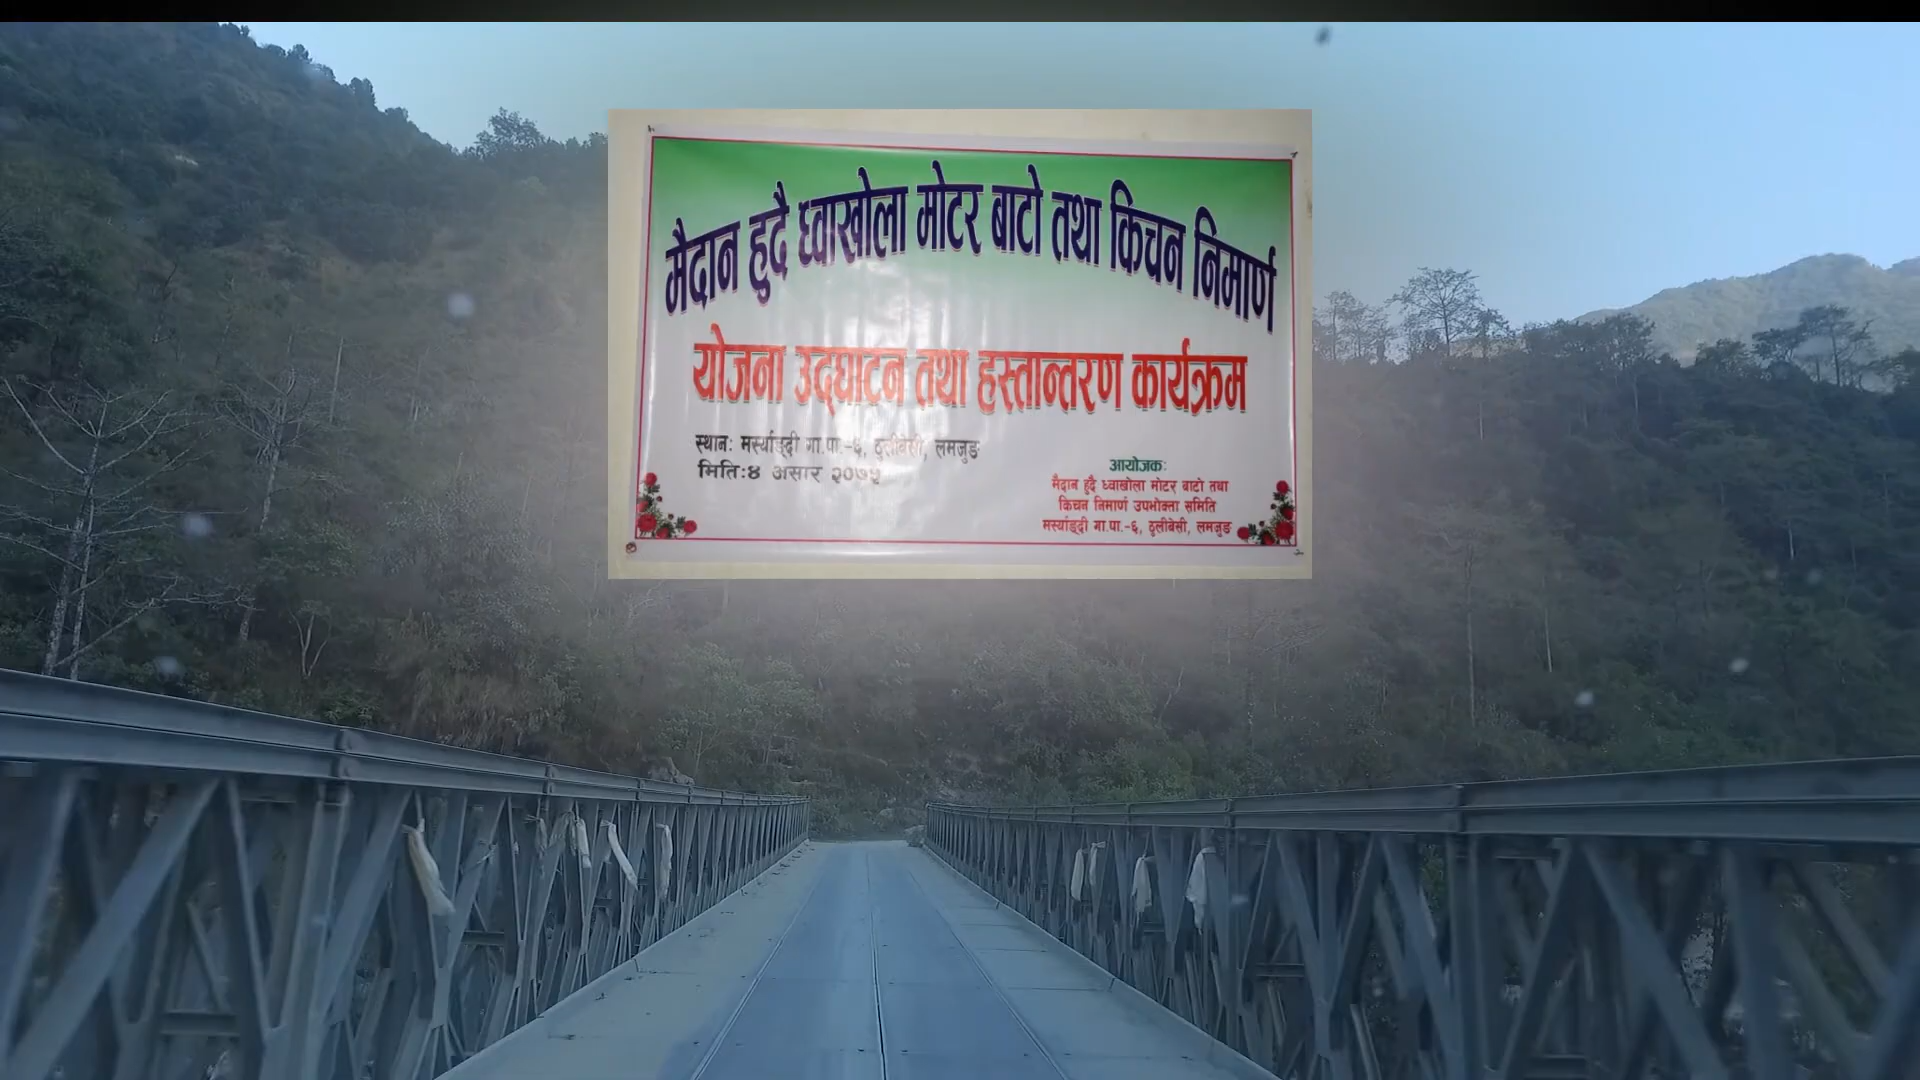 मैदान हुदै घ्वाखोला मोटर बाटो तथा किचन निमार्ण
योजना उद्घाटन तथा हस्तान्तरण कार्यक्रम
स्थानः मर्स्याङ्दी गा.पा.-६, ठुलीबेसी, लमजुङ
मितिः४ असार २०७५
आयोजकः
मैदान हुदै घ्वाखोला मोटर बाटो तथा
किचन निमार्ण उपभोक्ता समिति
मर्स्याङ्दी गा.पा.-६, ठुलीबेसी, लमजुङ